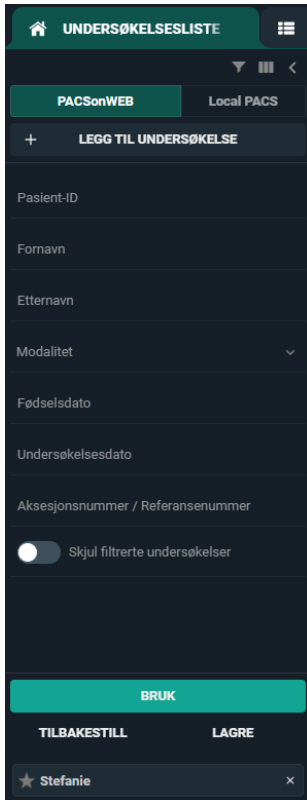 UNDERSØKELSESLISTE
PACSonWEB
Local PACS
+ LEGG TIL UNDERSØKELSE
Pasient-ID
Fornavn
Etternavn
Modalitet
Fødselsdato
Undersøkelsesdato
Aksesjonsnummer / Referansenummer
Skjul filtrerte undersøkelser
BRUK
TILBAKESTILL
LAGRE
Stefanie ×